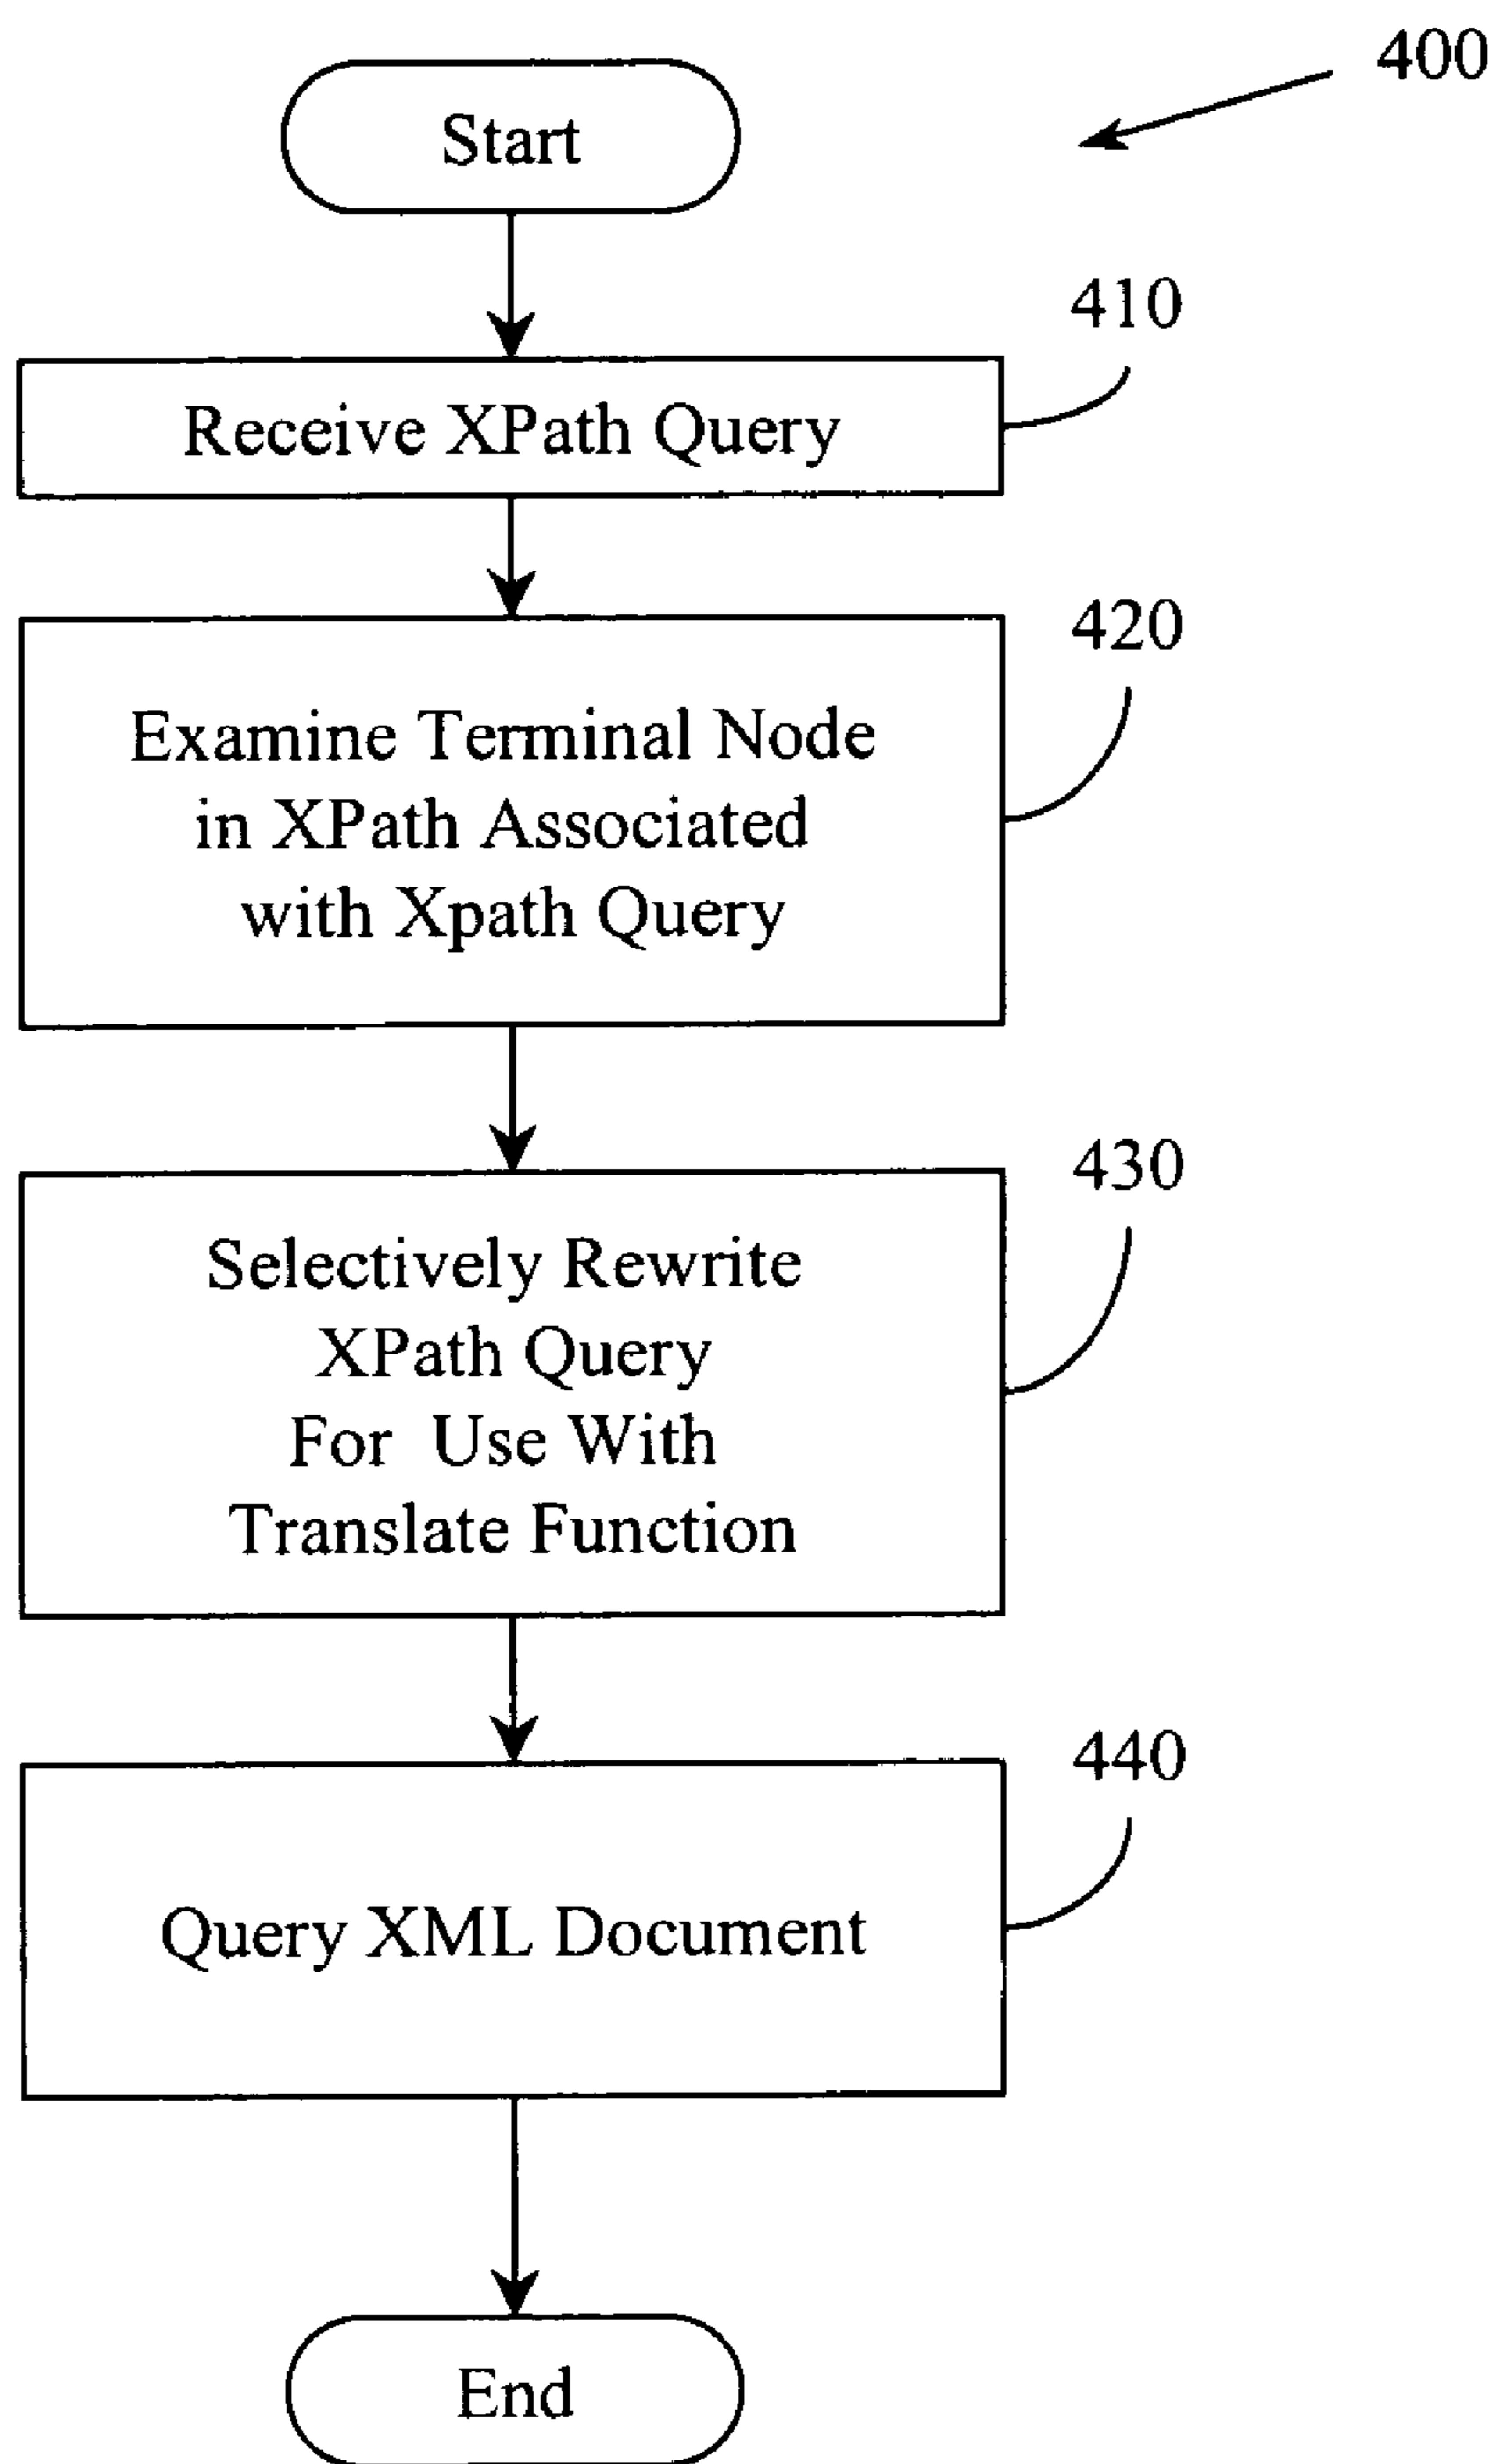 400
Start
410
Receive XPath Query
420
Examine Terminal Node
in XPath Associated
with Xpath Query
430
Selectively Rewrite
XPath Query
For Use With
Translate Function
440
Query XML Document
End